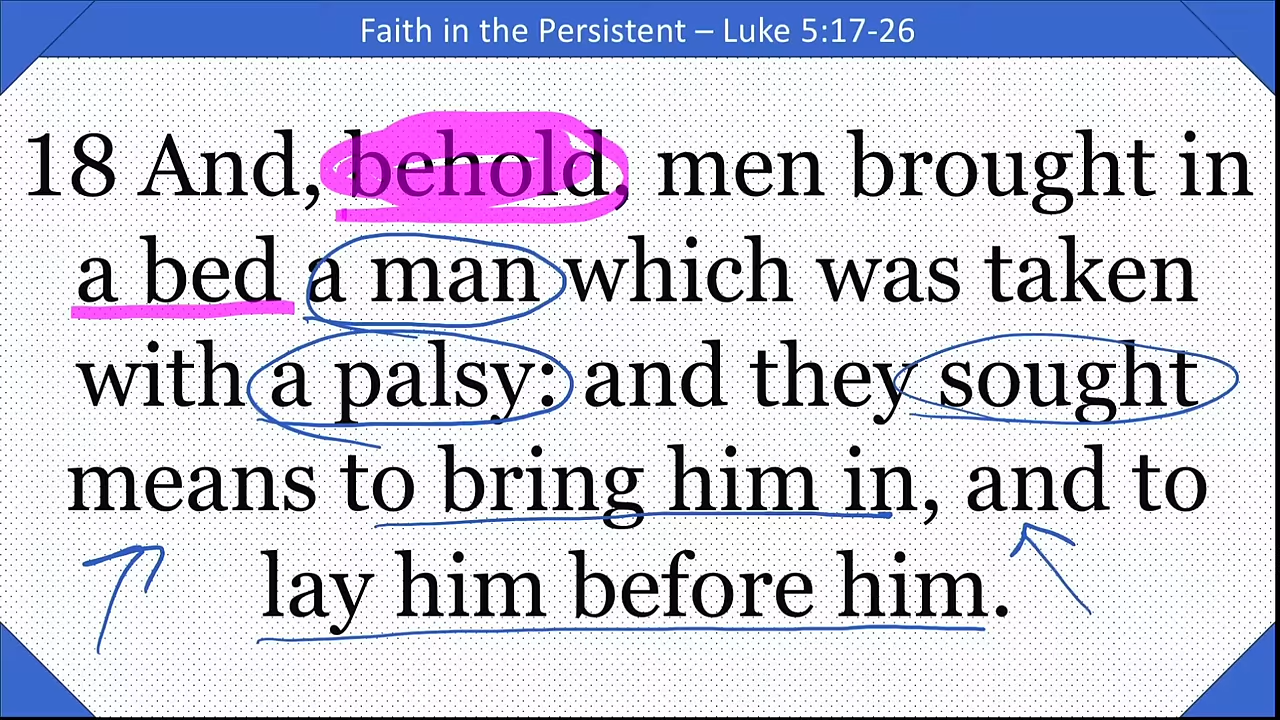 Faith in the Persistent – Luke 5:17-26
18 And, behold, men brought in
a bed a man which was taken
with a palsy: and they sought
means to bring him in, and to
lay him before him.